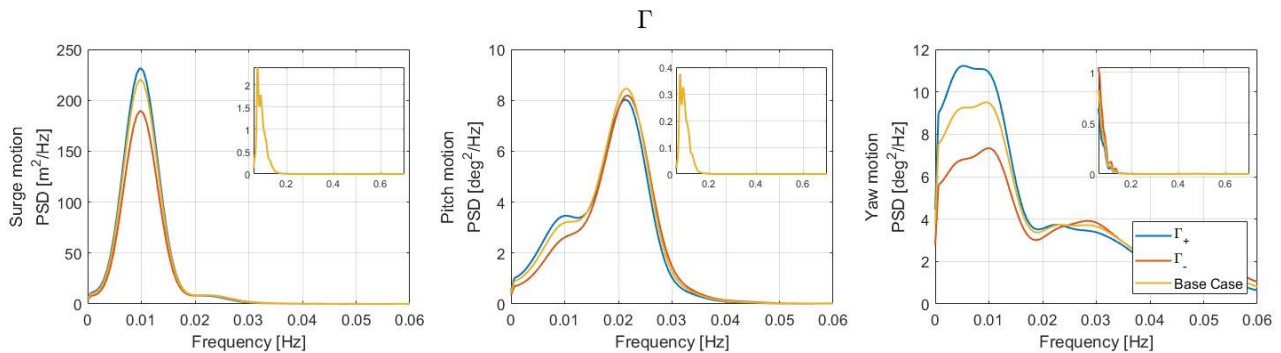 Γ
Surge motion
PSD [m²/Hz]
250
200
150
100
50
0
0 0.01 0.02 0.03 0.04 0.05 0.06
Frequency [Hz]
2
1.5
1
0.5
0
0.2 0.4 0.6
Pitch motion
PSD [deg²/Hz]
10
8
6
4
2
0
0 0.01 0.02 0.03 0.04 0.05 0.06
Frequency [Hz]
0.4
0.3
0.2
0.1
0
0.2 0.4 0.6
Yaw motion
PSD [deg²/Hz]
12
10
8
6
4
2
0
0 0.01 0.02 0.03 0.04 0.05 0.06
Frequency [Hz]
1
0.5
0
0.2 0.4 0.6
Γ₊
Γ₋
Base Case